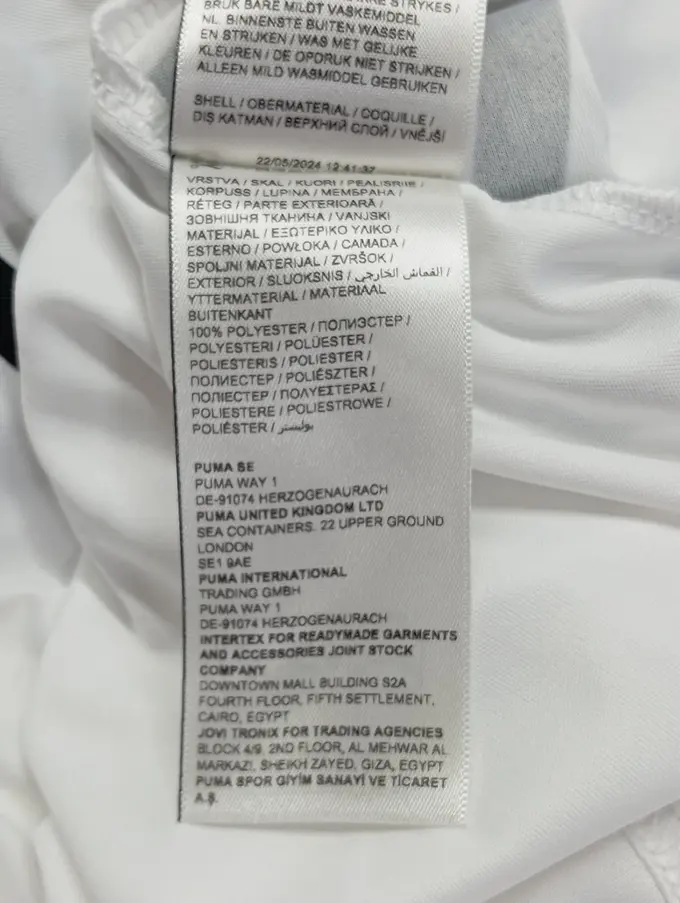 BRUK BARE MILDT VASKEMIDDEL
NL BINNENSTE BUITEN WASSEN
EN STRIJKEN / WAS MET GELIJKE
KLEUREN / DE OPDRUK NIET STRIJKEN /
ALLEEN MILD WASMIDDEL GEBRUIKEN
SHELL / OBERMATERIAL / COQUILLE /
DIŞ KATMAN / ВЕРХНИЙ СЛОЙ / VNĚJŠÍ
22/05/2024 12:41:37
VRSTVA / SKAL / KUORI / PEALISRIIE /
KORPUSS / LUPINA / МЕМБРАНА /
RÉTEG / PARTE EXTERIOARĂ /
ЗОВНІШНЯ ТКАНИНА / VANJSKI
MATERIJAL / ΕΞΩΤΕΡΙΚΟ ΥΛΙΚΟ /
ESTERNO / POWŁOKA / CAMADA /
SPOLJNI MATERIJAL / ZVRŠOK /
EXTERIOR / SLUOKSNIS / القماش الخارجي /
YTTERMATERIAL / MATERIAAL
BUITENKANT
100% POLYESTER / ПОЛИЭСТЕР /
POLYESTERI / POLÜESTER /
POLIESTERIS / POLIESTER /
ПОЛИЕСТЕР / POLIÉSZTER /
ПОЛІЕСТЕР / ΠΟΛΥΕΣΤΕΡΑΣ /
POLIESTERE / POLIESTROWE /
POLIÉSTER / بوليستر
PUMA SE
PUMA WAY 1
DE-91074 HERZOGENAURACH
PUMA UNITED KINGDOM LTD
SEA CONTAINERS. 22 UPPER GROUND
LONDON
SE1 9AE
PUMA INTERNATIONAL
TRADING GMBH
PUMA WAY 1
DE-91074 HERZOGENAURACH
INTERTEX FOR READYMADE GARMENTS
AND ACCESSORIES JOINT STOCK
COMPANY
DOWNTOWN MALL BUILDING S2A
FOURTH FLOOR, FIFTH SETTLEMENT,
CAIRO, EGYPT
JOVI TRONIX FOR TRADING AGENCIES
BLOCK 4/9. 2ND FLOOR, AL MEHWAR AL
MARKAZI, SHEIKH ZAYED, GIZA, EGYPT
PUMA SPOR GİYİM SANAYİ VE TİCARET
A.Ş.